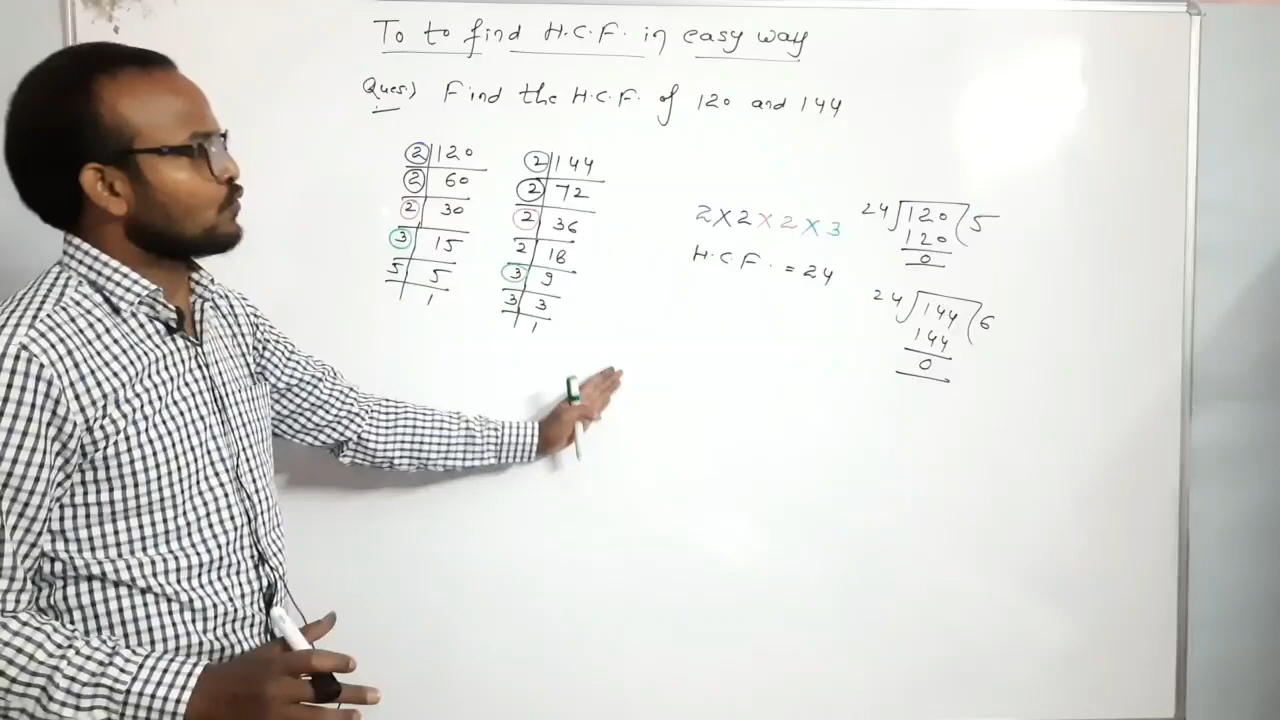 To to find H.C.F. in easy way
Ques.) Find the H.C.F. of 120 and 144
2 120
2 60
2 30
3 15
5 5
1
2 144
2 72
2 36
2 18
3 9
3 3
1
2 X 2 X 2 X 3
H.C.F. = 24
24 120 5
120
0
24 144 6
144
0